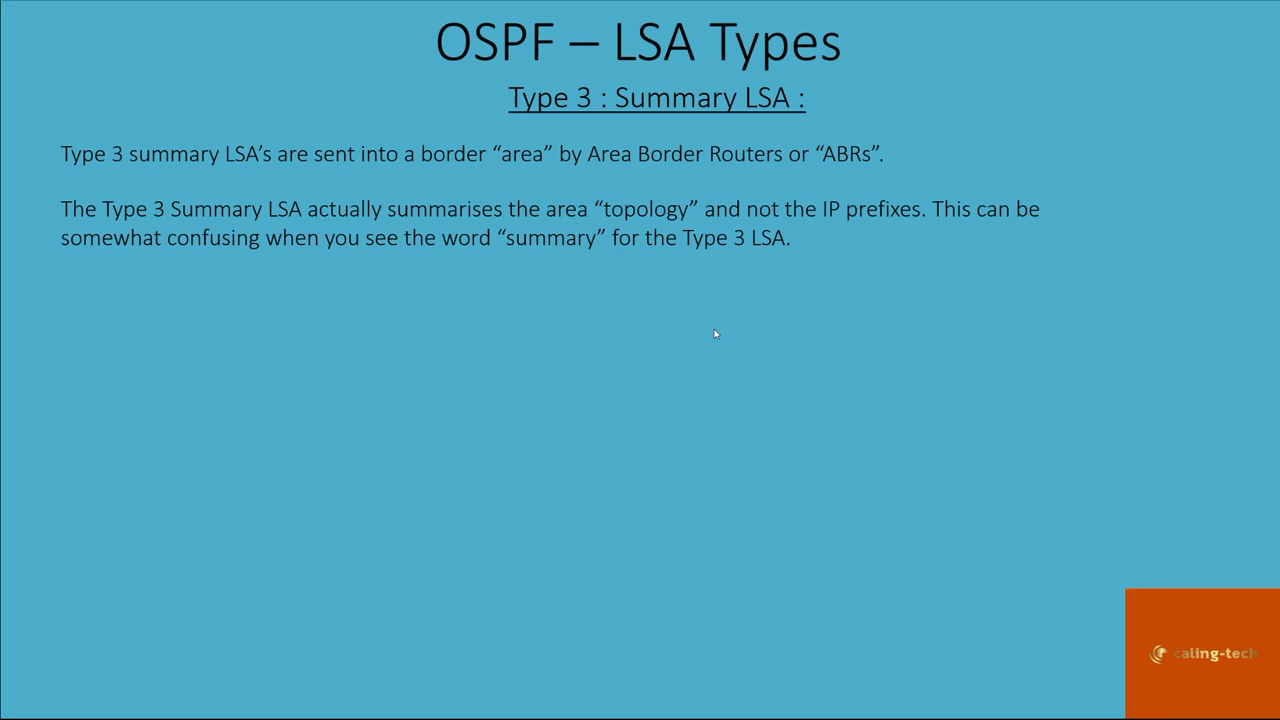 OSPF – LSA Types
Type 3 : Summary LSA :
Type 3 summary LSA’s are sent into a border “area” by Area Border Routers or “ABRs”.
The Type 3 Summary LSA actually summarises the area “topology” and not the IP prefixes. This can be
somewhat confusing when you see the word “summary” for the Type 3 LSA.
caling-tech